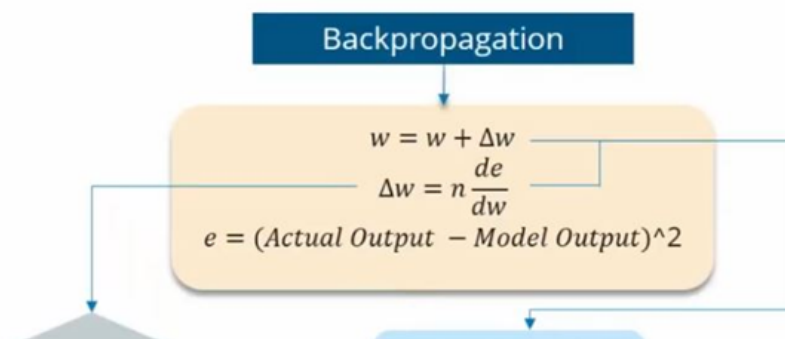 Backpropagation
w = w + Δw
Δw = n de/dw
e = (Actual Output − Model Output)^2